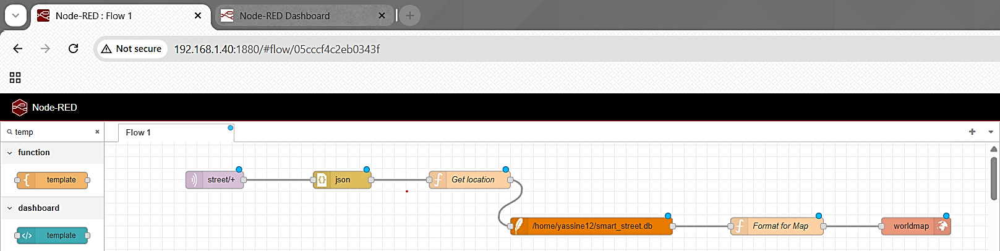 Node-RED : Flow 1
Node-RED Dashboard
Not secure
192.168.1.40:1880/#flow/05cccf4c2eb0343f
Node-RED
temp
Flow 1
function
template
dashboard
template
street/+
json
Get location
/home/yassine12/smart_street.db
Format for Map
worldmap